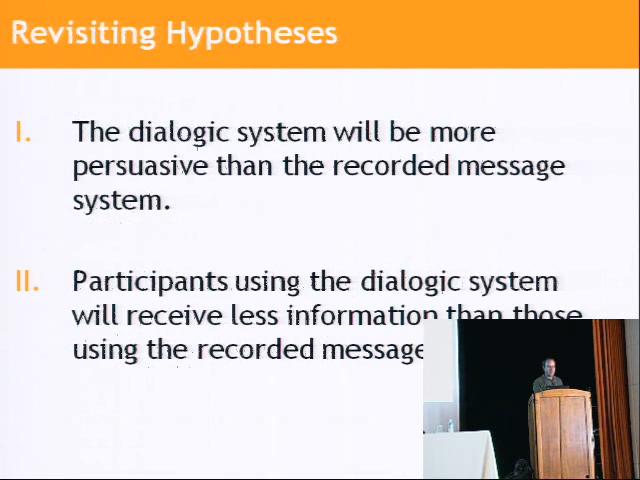 Revisiting Hypotheses
I. The dialogic system will be more
persuasive than the recorded message
system.
II. Participants using the dialogic system
will receive less information than those
using the recorded message